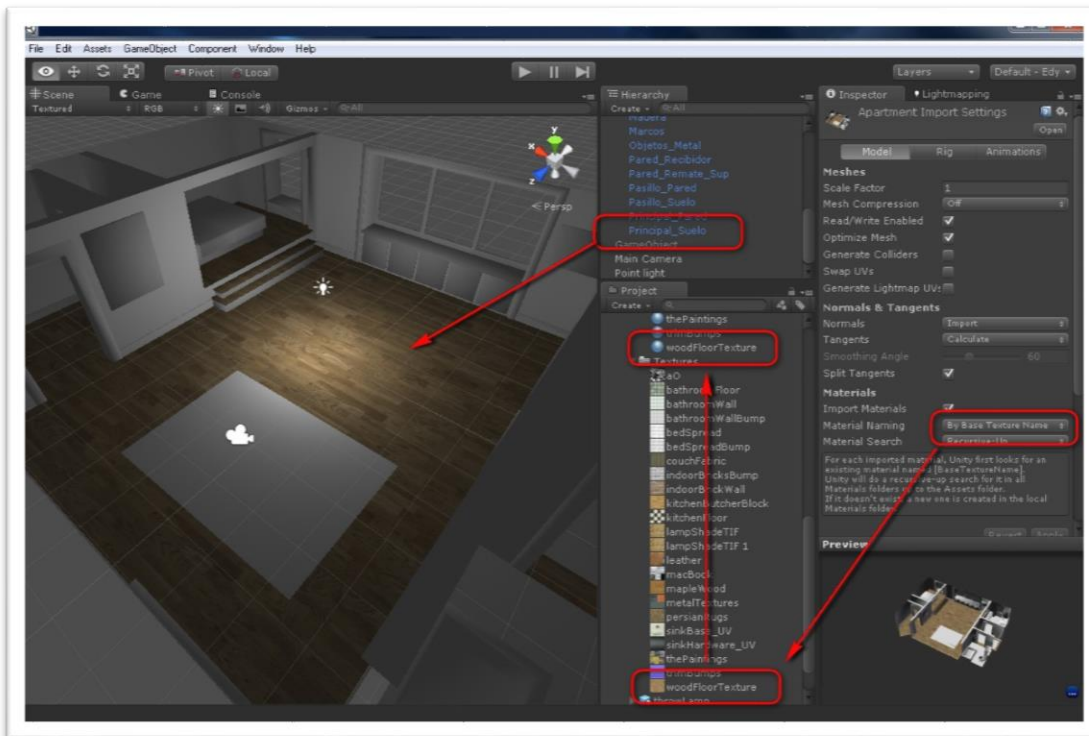 File Edit Assets GameObject Component Window Help
Pivot Local
Layers Default - Edy
Scene Game Console
Textured RGB Gizmos All
y
x
z
Persp
Hierarchy
Create All
Madera
Marcos
Objetos_Metal
Pared_Recibidor
Pared_Remate_Sup
Pasillo_Pared
Pasillo_Suelo
Principal_Pared
Principal_Suelo
GameObject
Main Camera
Point light
Project
Create
thePaintings
trimBumps
woodFloorTexture
Textures
bathroomFloor
bathroomWall
bathroomWallBump
bedSpread
bedSpreadBump
couchFabric
indoorBricksBump
indoorBrickWall
kitchenButcherBlock
kitchenFloor
lampShadeTIF
lampShadeTIF 1
leather
macBook
mapleWood
metalTextures
persianRugs
sinkBase_UV
sinkHardware_UV
thePaintings
trimBumps
woodFloorTexture
throwLamp
Inspector Lightmapping
Apartment Import Settings
Open
Model Rig Animations
Meshes
Scale Factor 1
Mesh Compression Off
Read/Write Enabled
Optimize Mesh
Generate Colliders
Swap UVs
Generate Lightmap UVs
Normals & Tangents
Normals Import
Tangents Calculate
Smoothing Angle 60
Split Tangents
Materials
Import Materials
Material Naming By Base Texture Name
Material Search Recursive-Up
For each imported material, Unity first looks for an
existing material named [BaseTextureName].
Unity will do a recursive-up search for it in all
Materials folders up to the Assets folder.
If it doesn't exist, a new one is created in the local
Materials folder.
Revert Apply
Preview